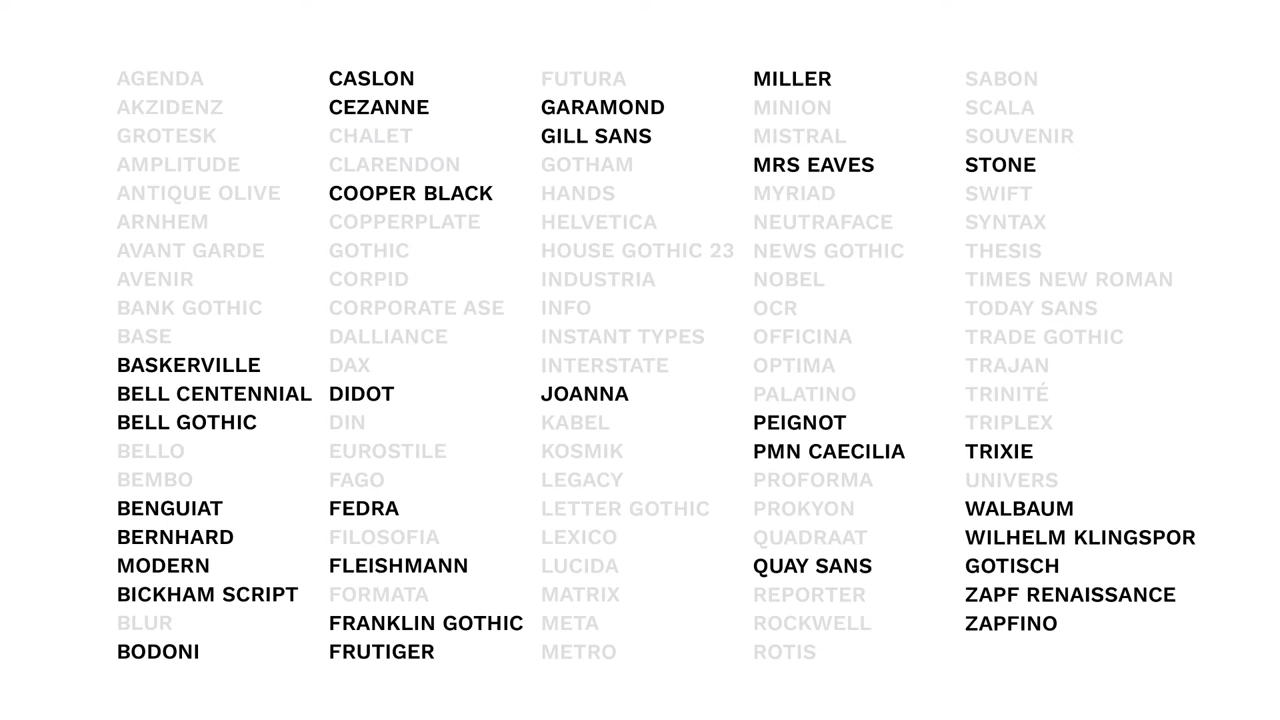 AGENDA
AKZIDENZ
GROTESK
AMPLITUDE
ANTIQUE OLIVE
ARNHEM
AVANT GARDE
AVENIR
BANK GOTHIC
BASE
BASKERVILLE
BELL CENTENNIAL
BELL GOTHIC
BELLO
BEMBO
BENGUIAT
BERNHARD
MODERN
BICKHAM SCRIPT
BLUR
BODONI
CASLON
CEZANNE
CHALET
CLARENDON
COOPER BLACK
COPPERPLATE
GOTHIC
CORPID
CORPORATE ASE
DALLIANCE
DAX
DIDOT
DIN
EUROSTILE
FAGO
FEDRA
FILOSOFIA
FLEISHMANN
FORMATA
FRANKLIN GOTHIC
FRUTIGER
FUTURA
GARAMOND
GILL SANS
GOTHAM
HANDS
HELVETICA
HOUSE GOTHIC 23
INDUSTRIA
INFO
INSTANT TYPES
INTERSTATE
JOANNA
KABEL
KOSMIK
LEGACY
LETTER GOTHIC
LEXICO
LUCIDA
MATRIX
META
METRO
MILLER
MINION
MISTRAL
MRS EAVES
MYRIAD
NEUTRAFACE
NEWS GOTHIC
NOBEL
OCR
OFFICINA
OPTIMA
PALATINO
PEIGNOT
PMN CAECILIA
PROFORMA
PROKYON
QUADRAAT
QUAY SANS
REPORTER
ROCKWELL
ROTIS
SABON
SCALA
SOUVENIR
STONE
SWIFT
SYNTAX
THESIS
TIMES NEW ROMAN
TODAY SANS
TRADE GOTHIC
TRAJAN
TRINITÉ
TRIPLEX
TRIXIE
UNIVERS
WALBAUM
WILHELM KLINGSPOR
GOTISCH
ZAPF RENAISSANCE
ZAPFINO